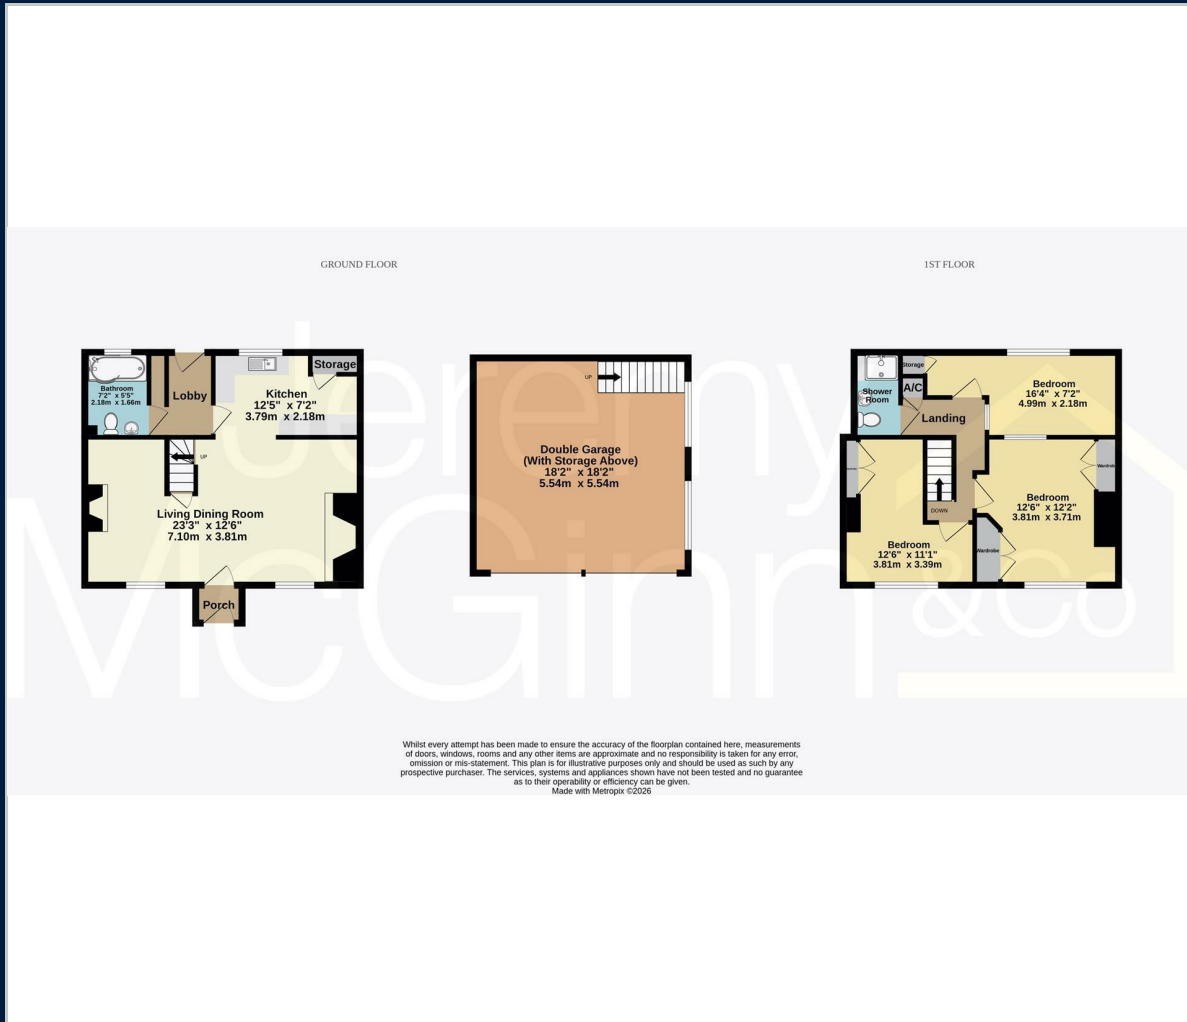 GROUND FLOOR
1ST FLOOR
Bathroom
7'2" x 5'5"
2.18m x 1.66m
Lobby
Kitchen
12'5" x 7'2"
3.79m x 2.18m
Storage
UP
Living Dining Room
23'3" x 12'6"
7.10m x 3.81m
Porch
UP
Double Garage
(With Storage Above)
18'2" x 18'2"
5.54m x 5.54m
Storage
A/C
Shower
Room
Landing
Bedroom
16'4" x 7'2"
4.99m x 2.18m
Wardrobe
DOWN
Bedroom
12'6" x 12'2"
3.81m x 3.71m
Bedroom
12'6" x 11'1"
3.81m x 3.39m
Wardrobe
Jeremy
McGinn &Co
Whilst every attempt has been made to ensure the accuracy of the floorplan contained here, measurements
of doors, windows, rooms and any other items are approximate and no responsibility is taken for any error,
omission or mis-statement. This plan is for illustrative purposes only and should be used as such by any
prospective purchaser. The services, systems and appliances shown have not been tested and no guarantee
as to their operability or efficiency can be given.
Made with Metropix ©2026